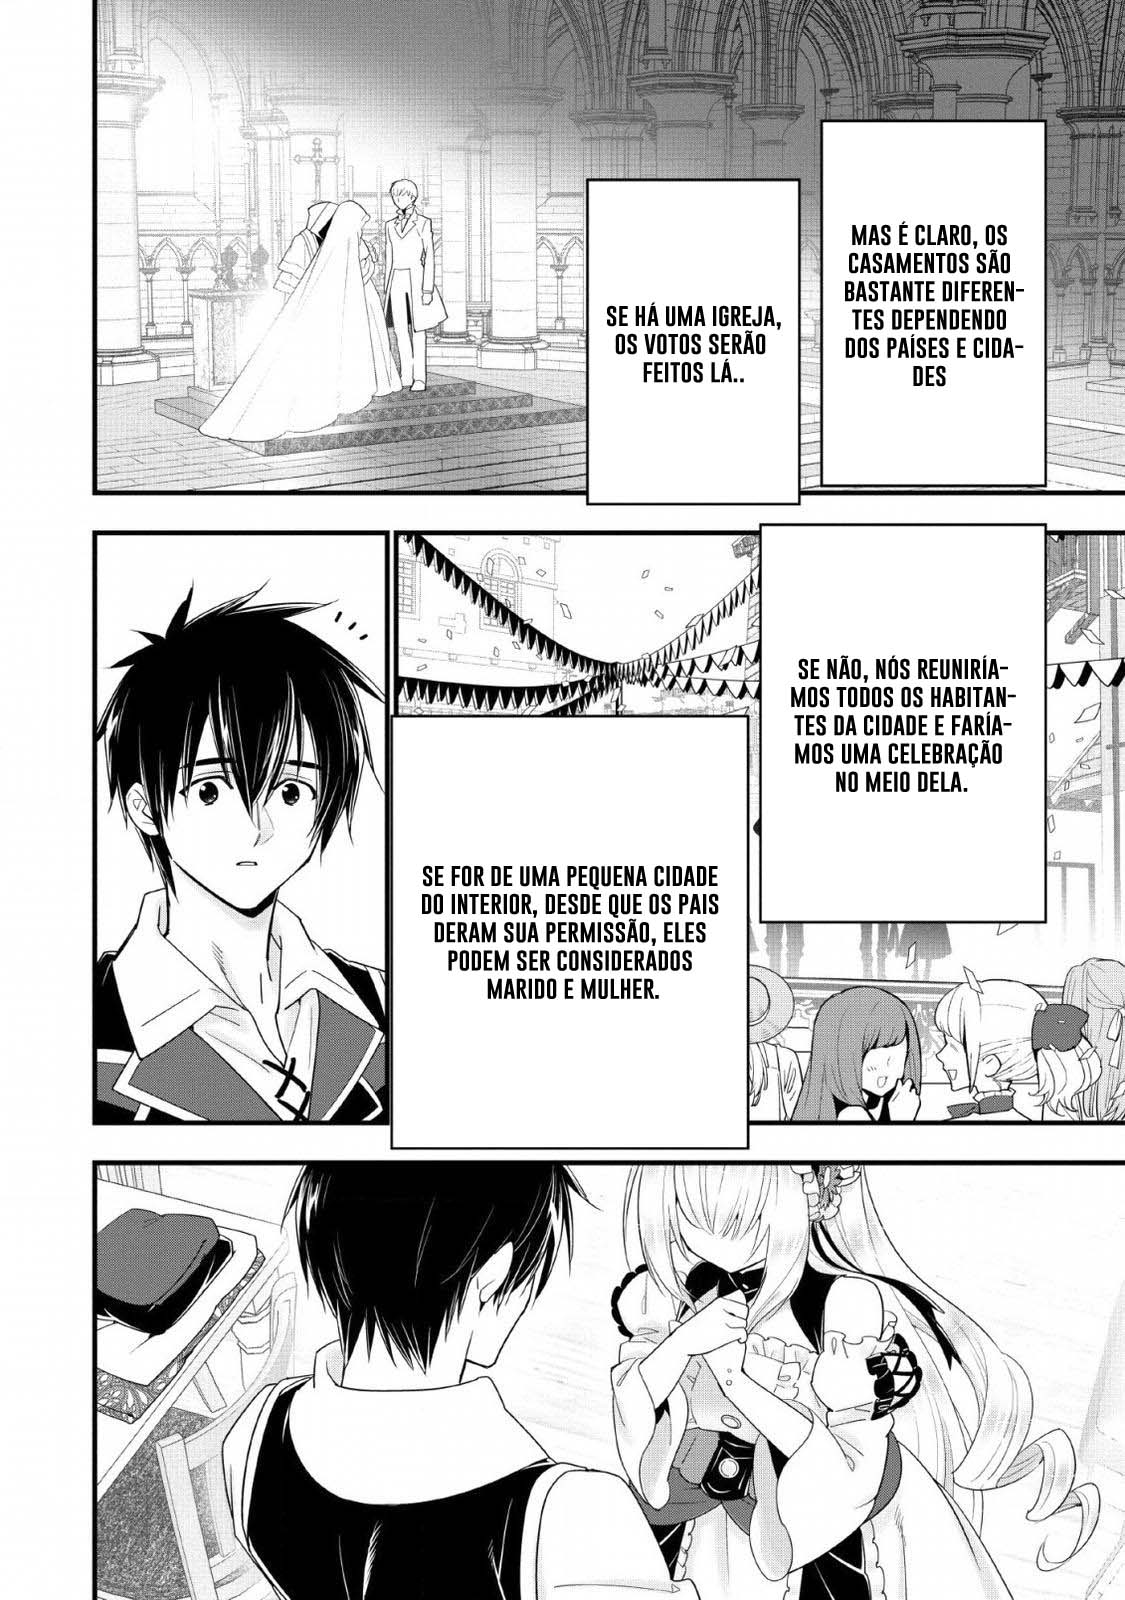 MAS É CLARO, OS
CASAMENTOS SÃO
BASTANTE DIFEREN-
TES DEPENDENDO
DOS PAÍSES E CIDA-
DES
SE HÁ UMA IGREJA,
OS VOTOS SERÃO
FEITOS LÁ..
SE NÃO, NÓS REUNIRÍA-
MOS TODOS OS HABITAN-
TES DA CIDADE E FARÍA-
MOS UMA CELEBRAÇÃO
NO MEIO DELA.
SE FOR DE UMA PEQUENA CIDADE
DO INTERIOR, DESDE QUE OS PAIS
DERAM SUA PERMISSÃO, ELES
PODEM SER CONSIDERADOS
MARIDO E MULHER.